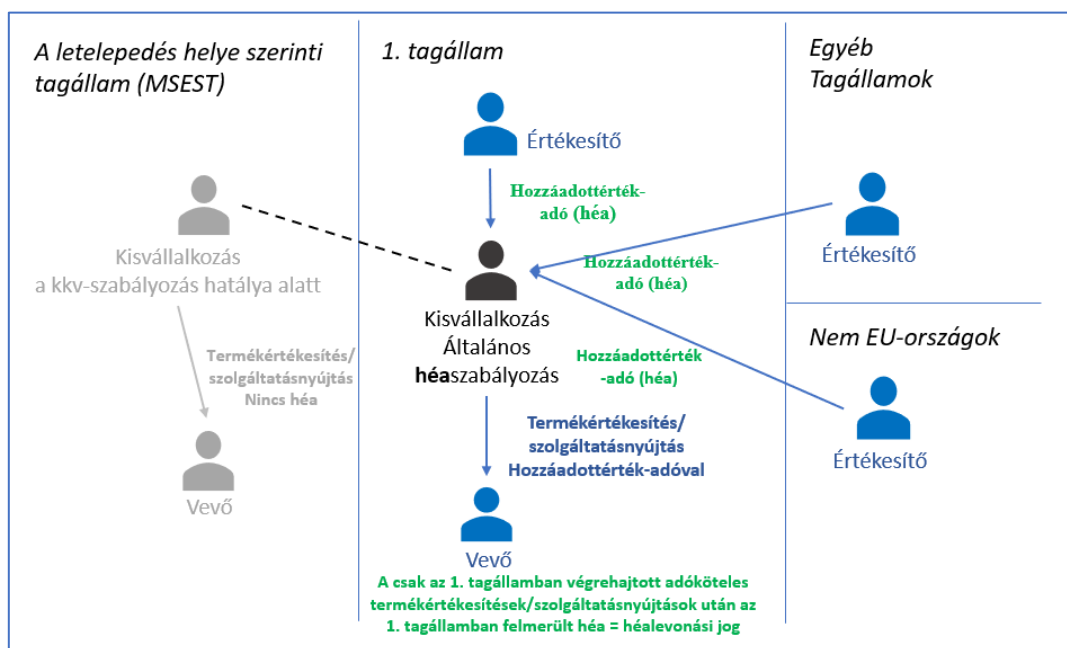 A letelepedés helye szerinti
tagállam (MSEST)
Kisvállalkozás
a kkv-szabályozás hatálya alatt
Termékértékesítés/
szolgáltatásnyújtás
Nincs héa
Vevő
1. tagállam
Értékesítő
Hozzáadottérték-
adó (héa)
Kisvállalkozás
Általános
héaszabályozás
Hozzáadottérték-
adó (héa)
Hozzáadottérték
-adó (héa)
Termékértékesítés/
szolgáltatásnyújtás
Hozzáadottérték-adóval
Vevő
A csak az 1. tagállamban végrehajtott adóköteles
termékértékesítések/szolgáltatásnyújtások után az
1. tagállamban felmerült héa = héalevonási jog
Egyéb
Tagállamok
Értékesítő
Nem EU-országok
Értékesítő